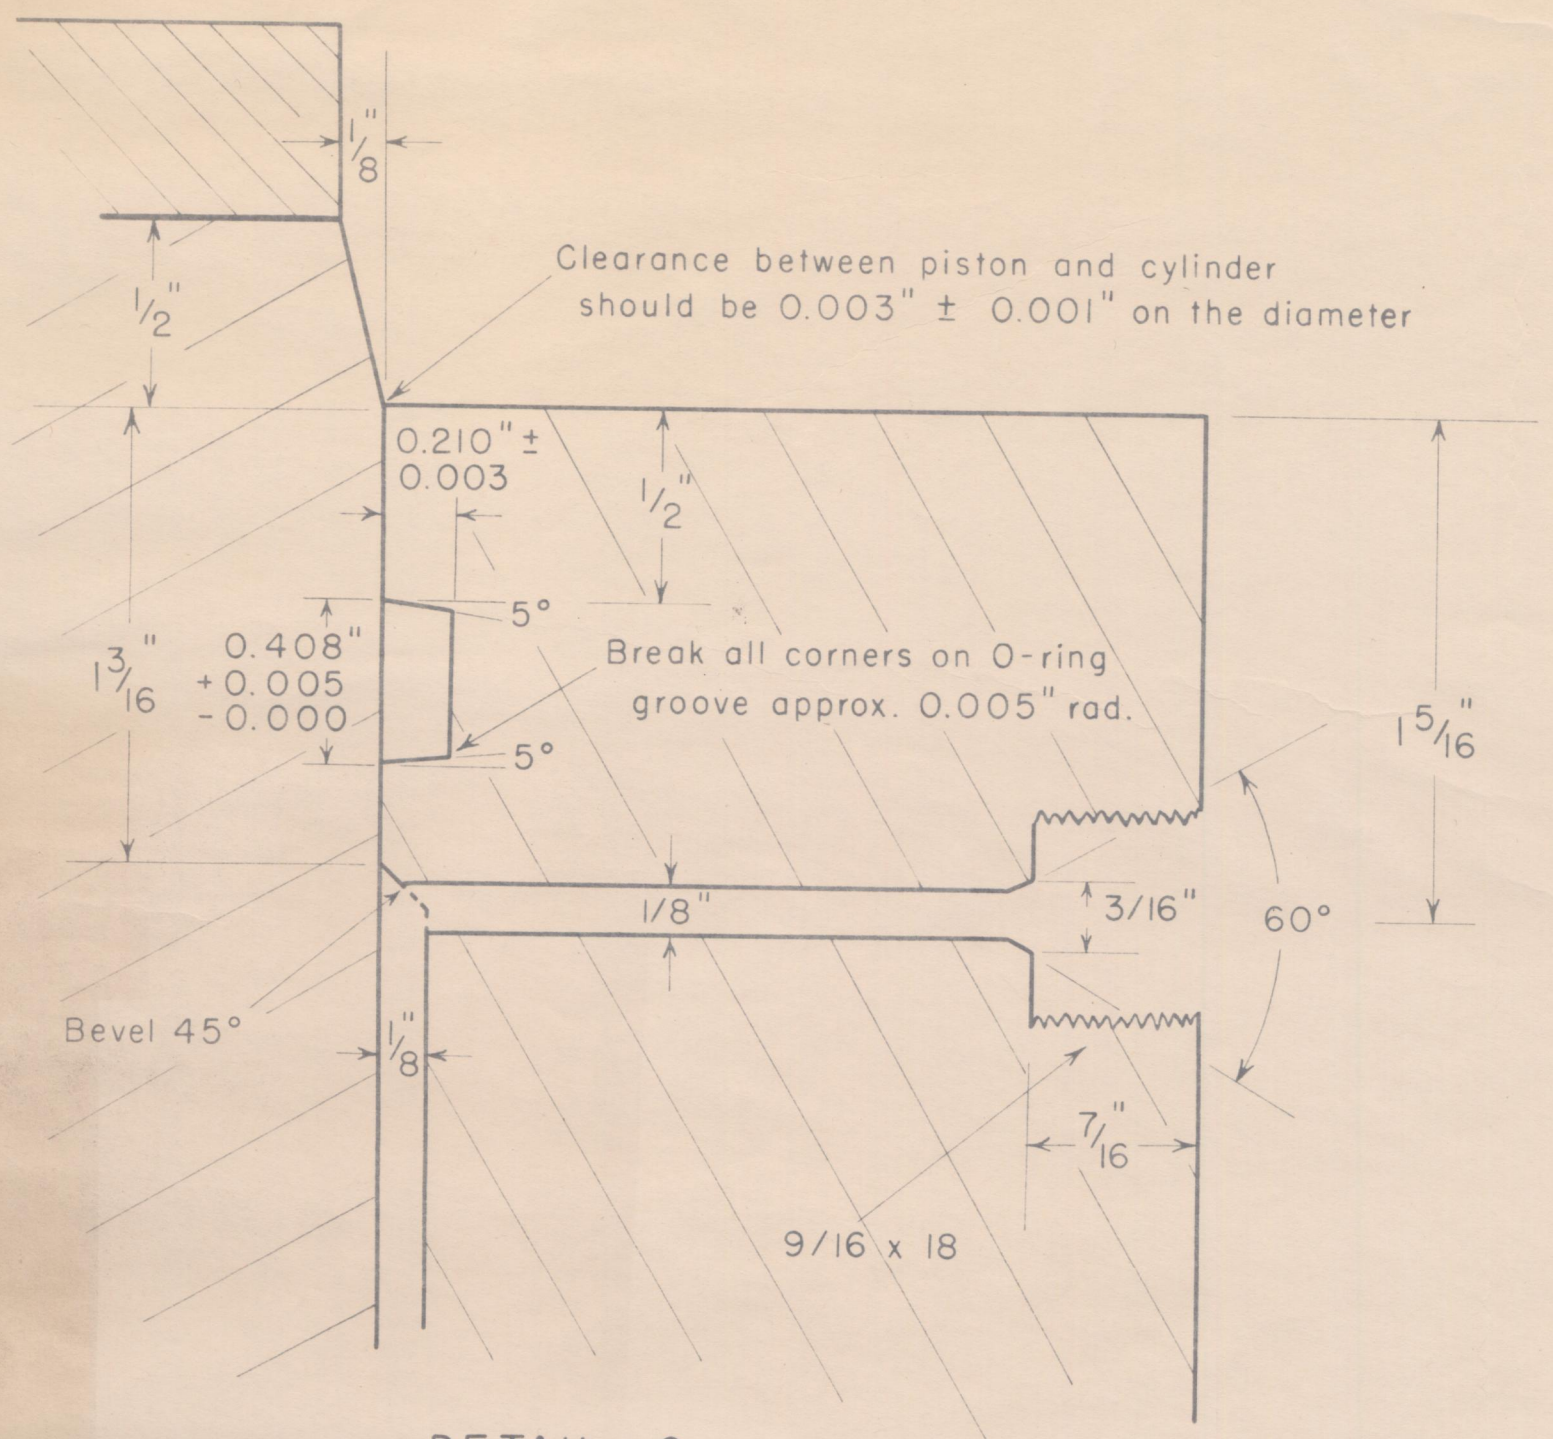 1/8"
Clearance between piston and cylinder
should be 0.003" ± 0.001" on the diameter
1/2"
0.210" ±
0.003
1/2"
5°
0.408"
+0.005
-0.000
1 3/16"
Break all corners on O-ring
groove approx. 0.005" rad.
5°
1 5/16"
1/8"
3/16"
60°
Bevel 45°
1/8"
7/16"
9/16 x 18